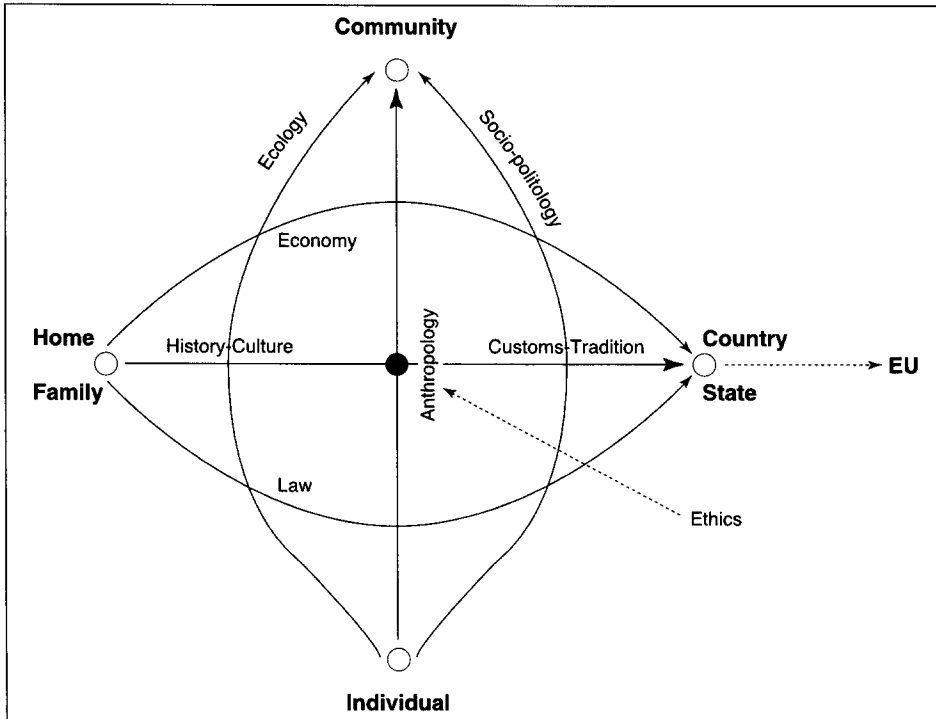 Community
Ecology
Socio-politology
Economy
Home
Family
History-Culture
Anthropology
Customs-Tradition
Country
State
EU
Law
Ethics
Individual